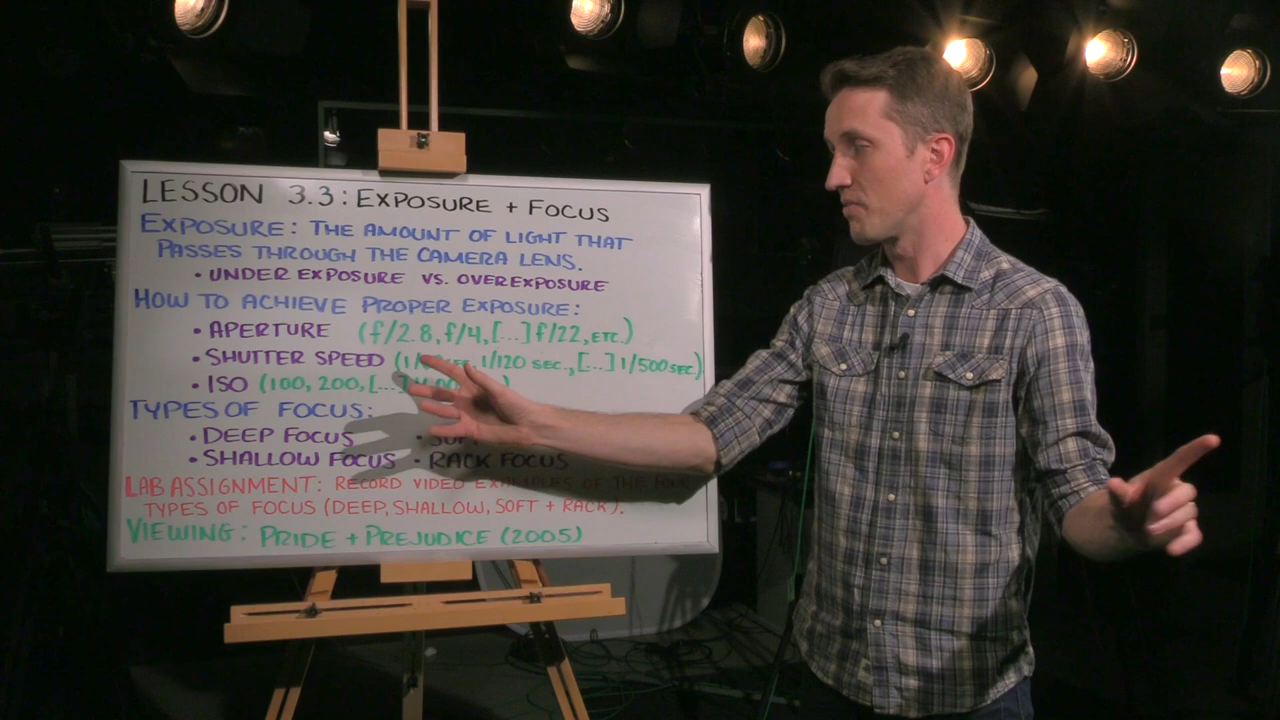 LESSON 3.3: EXPOSURE + FOCUS
EXPOSURE: THE AMOUNT OF LIGHT THAT
PASSES THROUGH THE CAMERA LENS.
• UNDER EXPOSURE VS. OVEREXPOSURE
HOW TO ACHIEVE PROPER EXPOSURE:
• APERTURE (f/2.8, f/4, [...] f/22, ETC.)
• SHUTTER SPEED 1/120 SEC., [...] 1/500 SEC.)
• ISO (100, 200, [...]
TYPES OF FOCUS:
• DEEP FOCUS
• SHALLOW FOCUS • RACK FOCUS
LAB ASSIGNMENT: RECORD VIDEO EXAMPLES OF THE FOUR
TYPES OF FOCUS (DEEP, SHALLOW, SOFT + RACK).
VIEWING: PRIDE + PREJUDICE (2005)